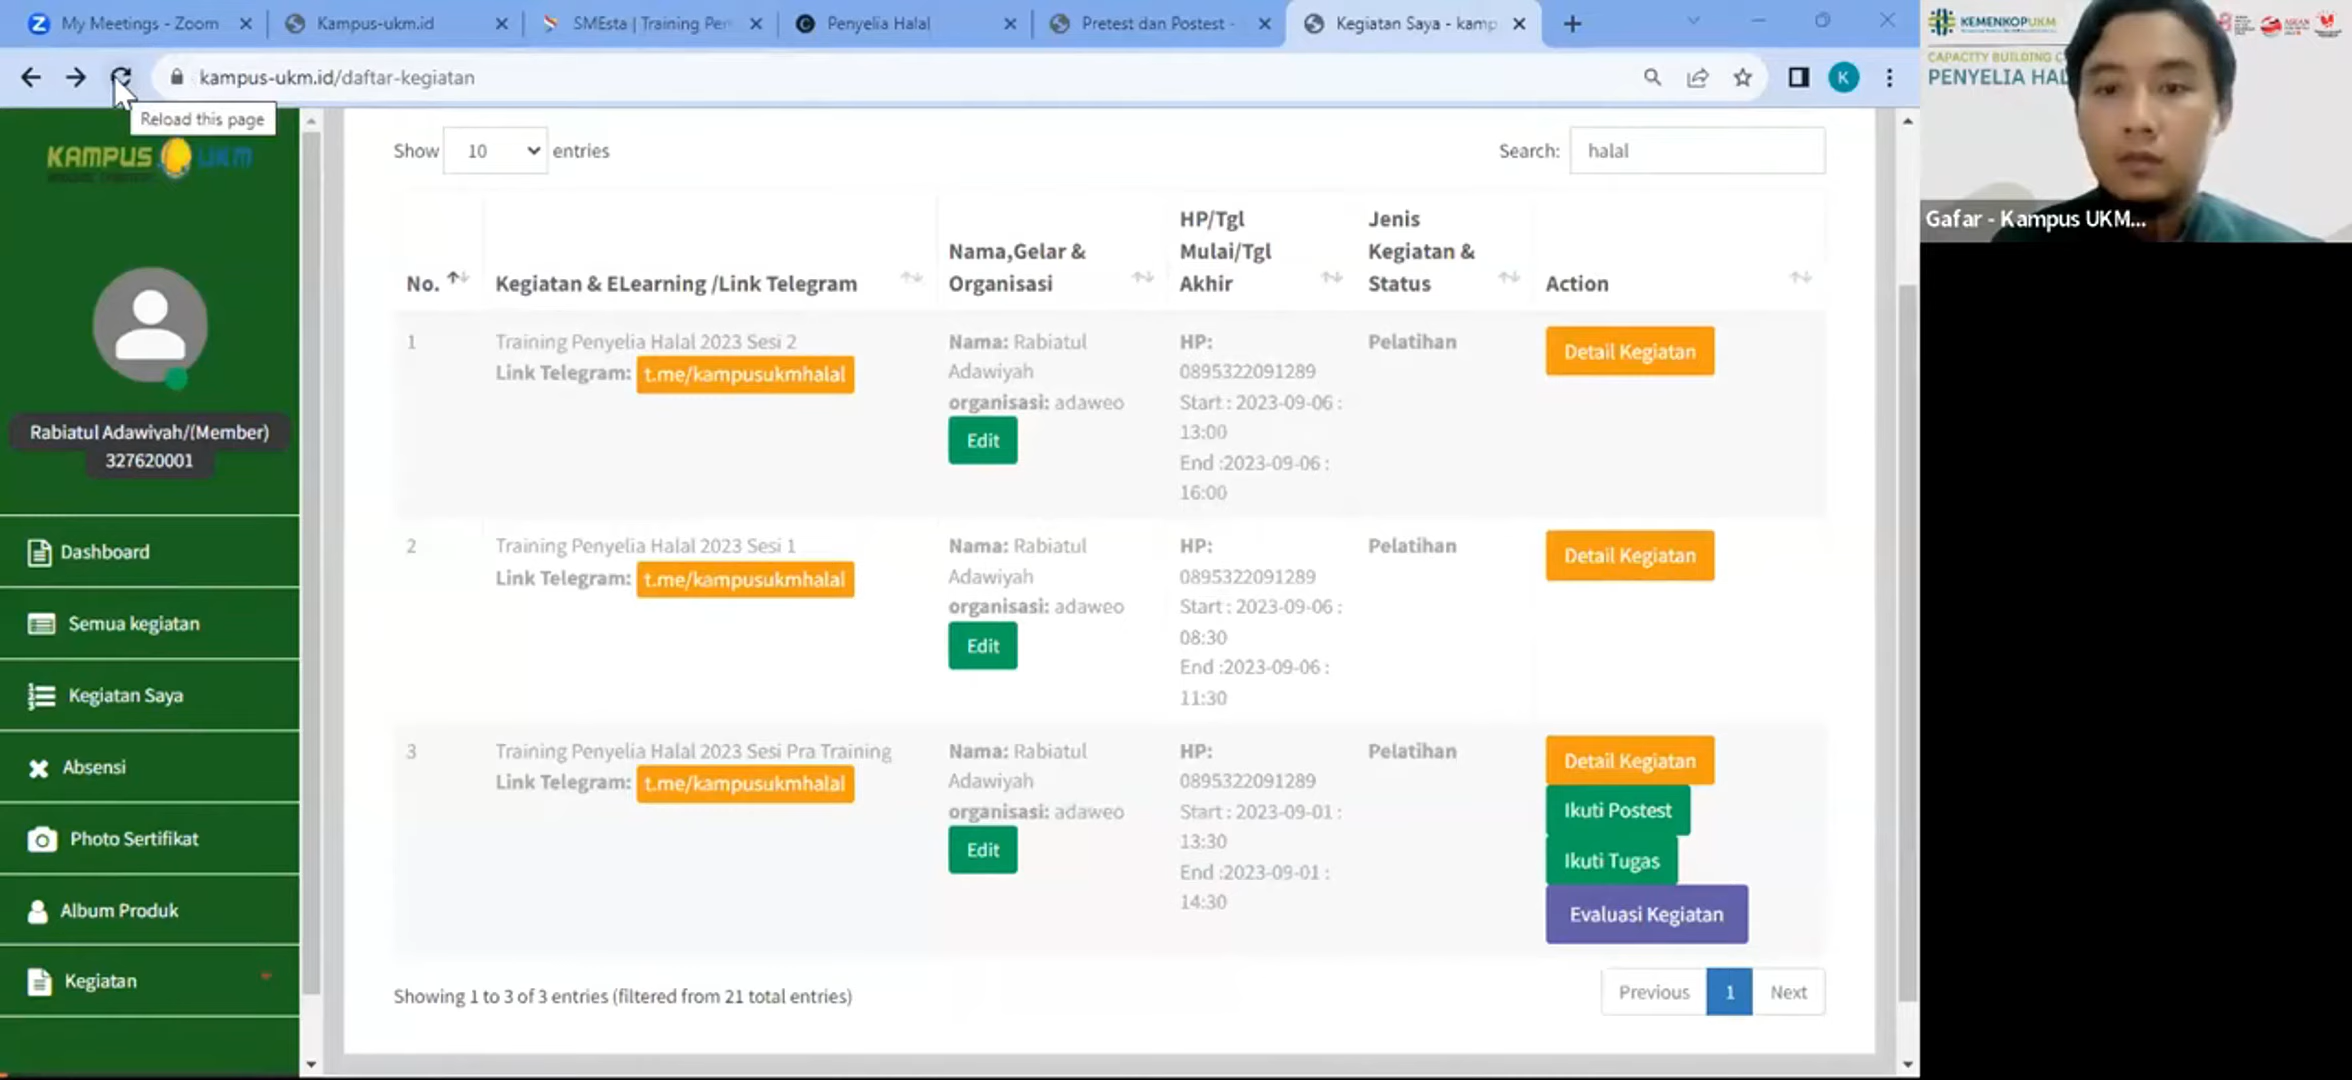 My Meetings - Zoom
Kampus-ukm.id
SMEsta | Training Pen
Penyelia Halal
Pretest dan Postest -
Kegiatan Saya - kamp
kampus-ukm.id/daftar-kegiatan
K
Reload this page
KAMPUS UKM
Rabiatul Adawiyah/(Member)
327620001
Dashboard
Semua kegiatan
Kegiatan Saya
Absensi
Photo Sertifikat
Album Produk
Kegiatan
Show 10 entries
Search: halal
No.
Kegiatan & ELearning /Link Telegram
Nama,Gelar &
Organisasi
HP/Tgl
Mulai/Tgl
Akhir
Jenis
Kegiatan &
Status
Action
1
Training Penyelia Halal 2023 Sesi 2
Link Telegram: t.me/kampusukmhalal
Nama: Rabiatul
Adawiyah
organisasi: adaweo
Edit
HP:
0895322091289
Start : 2023-09-06 :
13:00
End :2023-09-06 :
16:00
Pelatihan
Detail Kegiatan
2
Training Penyelia Halal 2023 Sesi 1
Link Telegram: t.me/kampusukmhalal
Nama: Rabiatul
Adawiyah
organisasi: adaweo
Edit
HP:
0895322091289
Start : 2023-09-06 :
08:30
End :2023-09-06 :
11:30
Pelatihan
Detail Kegiatan
3
Training Penyelia Halal 2023 Sesi Pra Training
Link Telegram: t.me/kampusukmhalal
Nama: Rabiatul
Adawiyah
organisasi: adaweo
Edit
HP:
0895322091289
Start : 2023-09-01 :
13:30
End :2023-09-01 :
14:30
Pelatihan
Detail Kegiatan
Ikuti Postest
Ikuti Tugas
Evaluasi Kegiatan
Showing 1 to 3 of 3 entries (filtered from 21 total entries)
Previous 1 Next
KEMENKOPUKM
CAPACITY BUILDING C
PENYELIA HAL
Gafar - Kampus UKM...